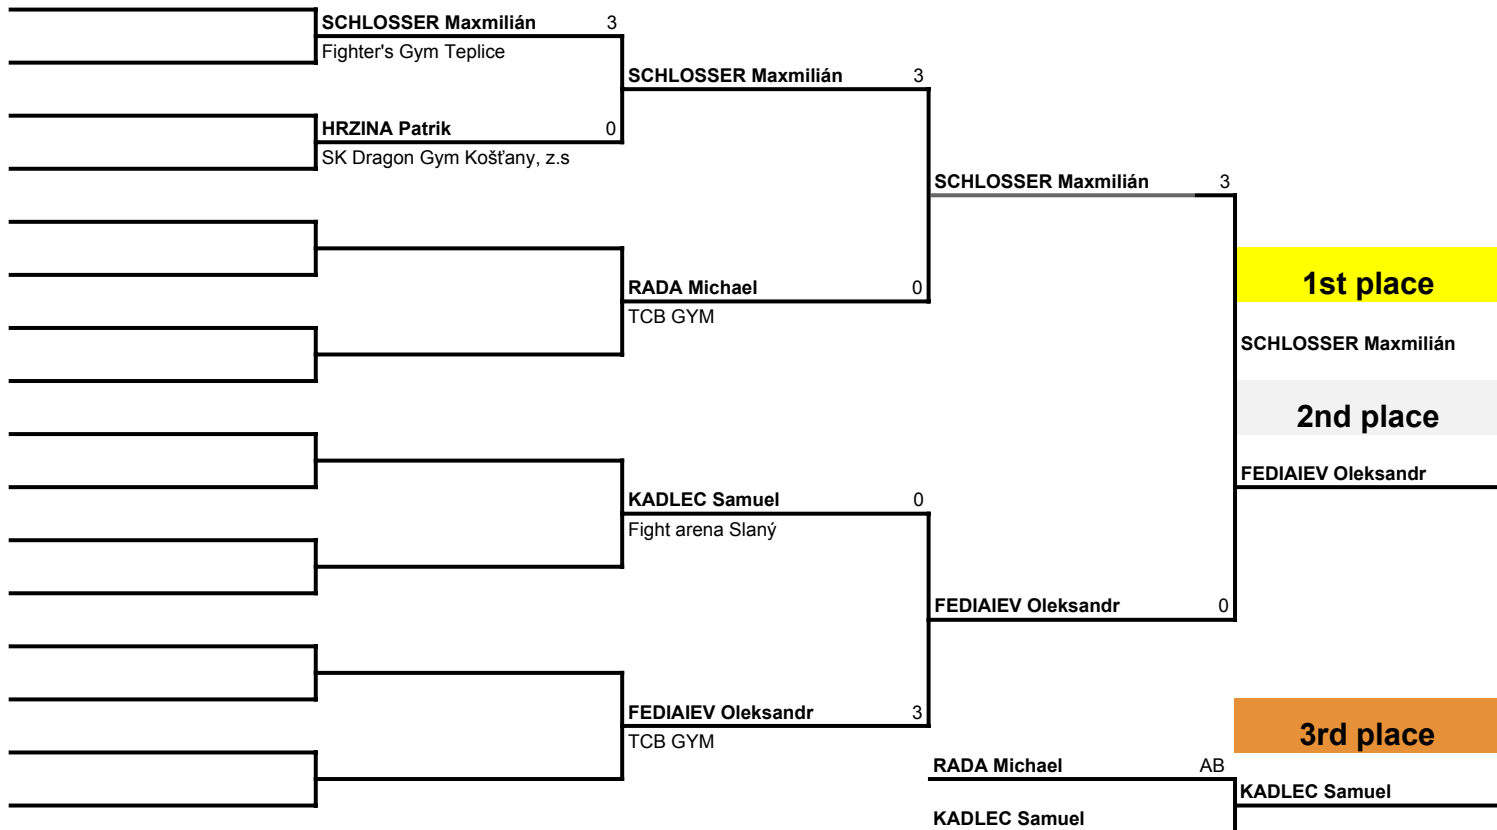 SCHLOSSER Maxmilián 3
Fighter's Gym Teplice
SCHLOSSER Maxmilián 3
HRZINA Patrik 0
SK Dragon Gym Košťany, z.s
SCHLOSSER Maxmilián 3
RADA Michael 0
TCB GYM
1st place
SCHLOSSER Maxmilián
2nd place
FEDIAIEV Oleksandr
KADLEC Samuel 0
Fight arena Slaný
FEDIAIEV Oleksandr 0
FEDIAIEV Oleksandr 3
TCB GYM
3rd place
RADA Michael AB
KADLEC Samuel
KADLEC Samuel